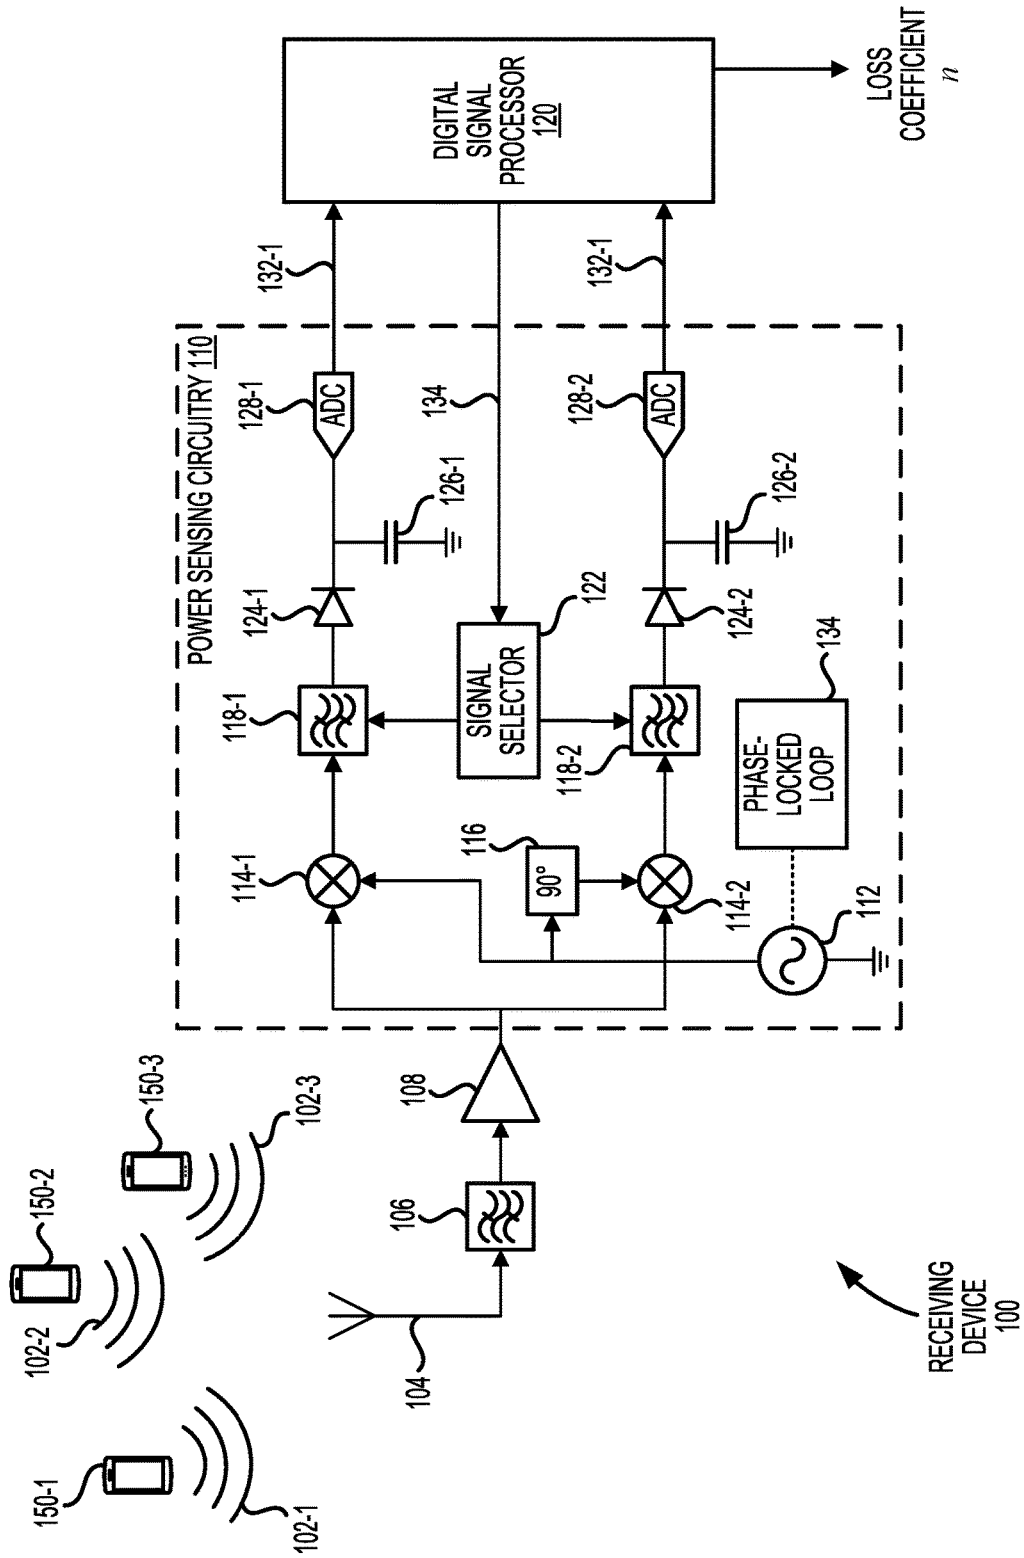 150-1
102-1
150-2
102-2
150-3
102-3
104
106
108
RECEIVING
DEVICE
100
POWER SENSING CIRCUITRY 110
114-1
118-1
124-1
126-1
128-1
ADC
132-1
116
90°
SIGNAL
SELECTOR
122
134
114-2
118-2
124-2
126-2
128-2
ADC
132-1
112
PHASE-
LOCKED
LOOP
134
DIGITAL
SIGNAL
PROCESSOR
120
LOSS
COEFFICIENT
n